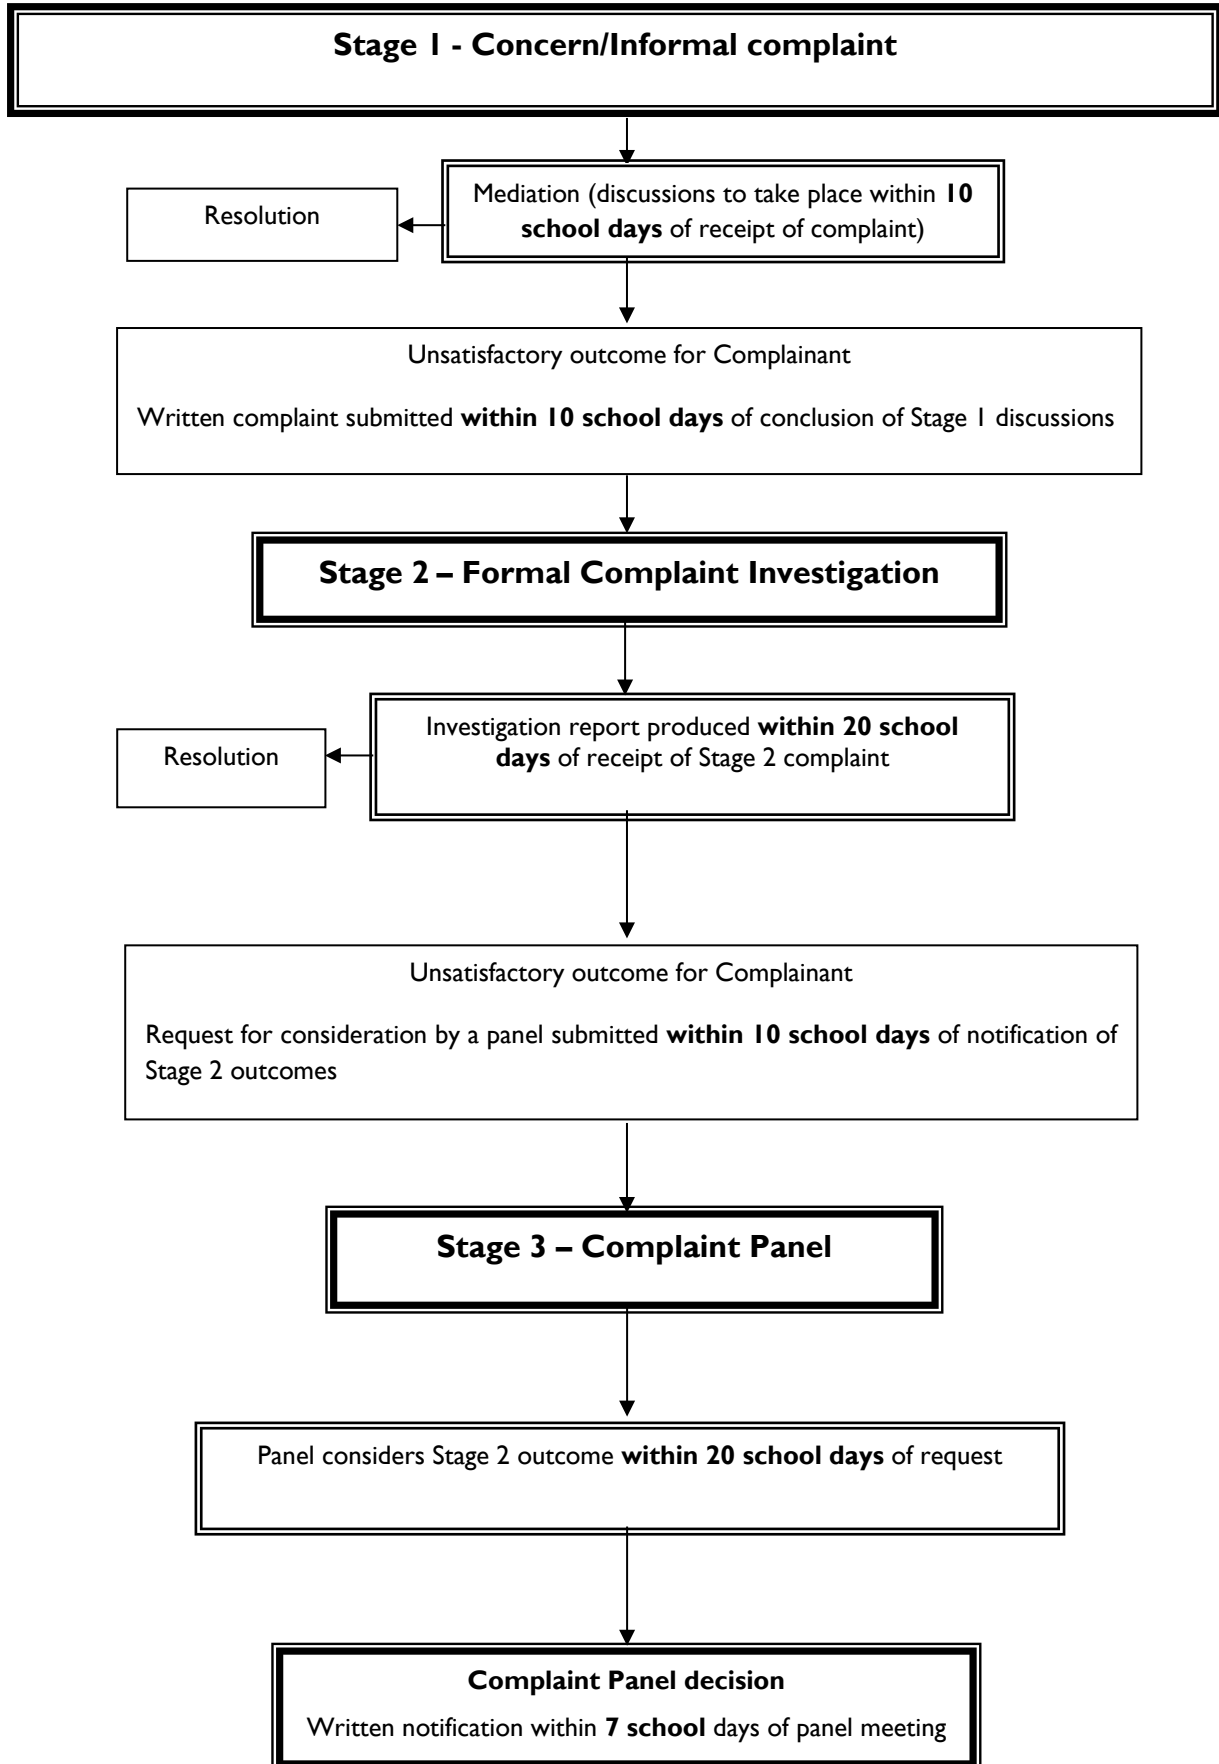 Stage 1 - Concern/Informal complaint
Mediation (discussions to take place within 10
school days of receipt of complaint)
Resolution
Unsatisfactory outcome for Complainant
Written complaint submitted within 10 school days of conclusion of Stage 1 discussions
Stage 2 – Formal Complaint Investigation
Investigation report produced within 20 school
days of receipt of Stage 2 complaint
Resolution
Unsatisfactory outcome for Complainant
Request for consideration by a panel submitted within 10 school days of notification of
Stage 2 outcomes
Stage 3 – Complaint Panel
Panel considers Stage 2 outcome within 20 school days of request
Complaint Panel decision
Written notification within 7 school days of panel meeting